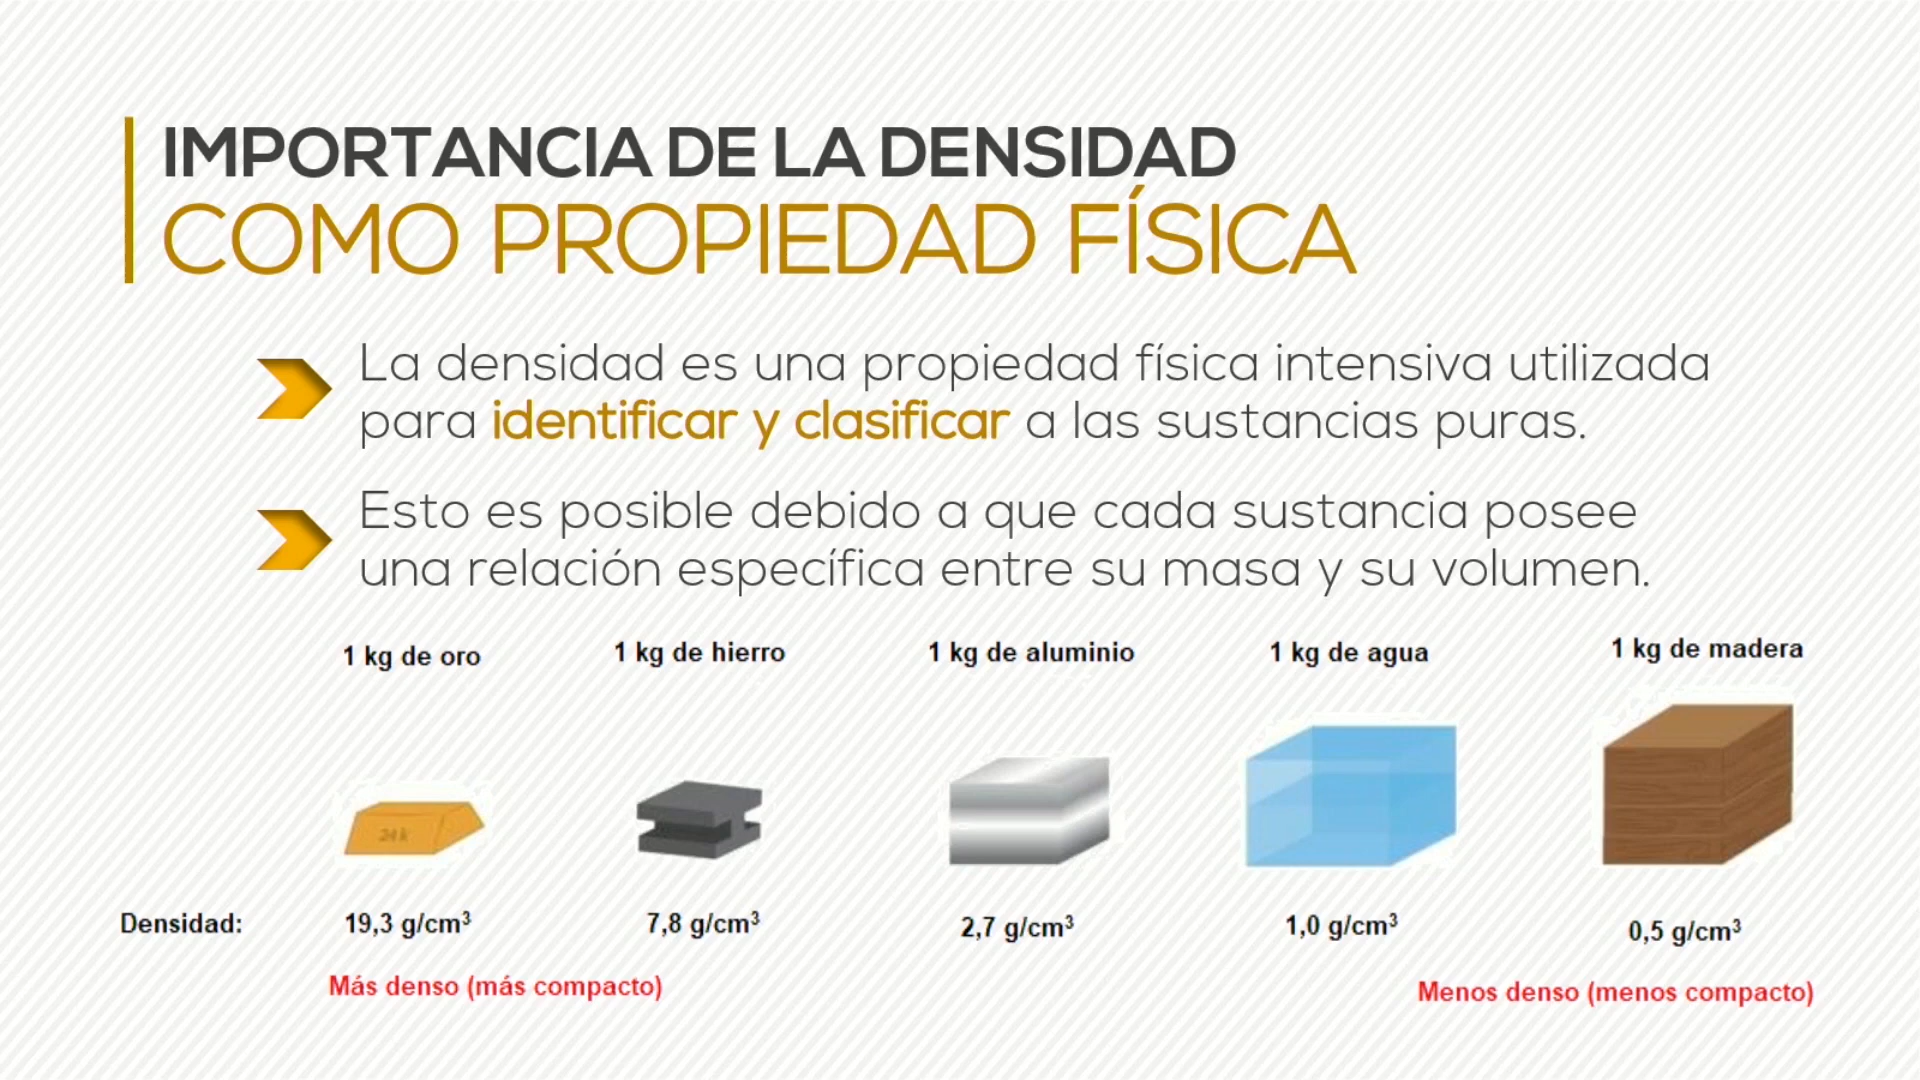 IMPORTANCIA DE LA DENSIDAD
COMO PROPIEDAD FÍSICA
La densidad es una propiedad física intensiva utilizada
para identificar y clasificar a las sustancias puras.
Esto es posible debido a que cada sustancia posee
una relación específica entre su masa y su volumen.
1 kg de oro
1 kg de hierro
1 kg de aluminio
1 kg de agua
1 kg de madera
24 k
Densidad:
19,3 g/cm³
7,8 g/cm³
2,7 g/cm³
1,0 g/cm³
0,5 g/cm³
Más denso (más compacto)
Menos denso (menos compacto)